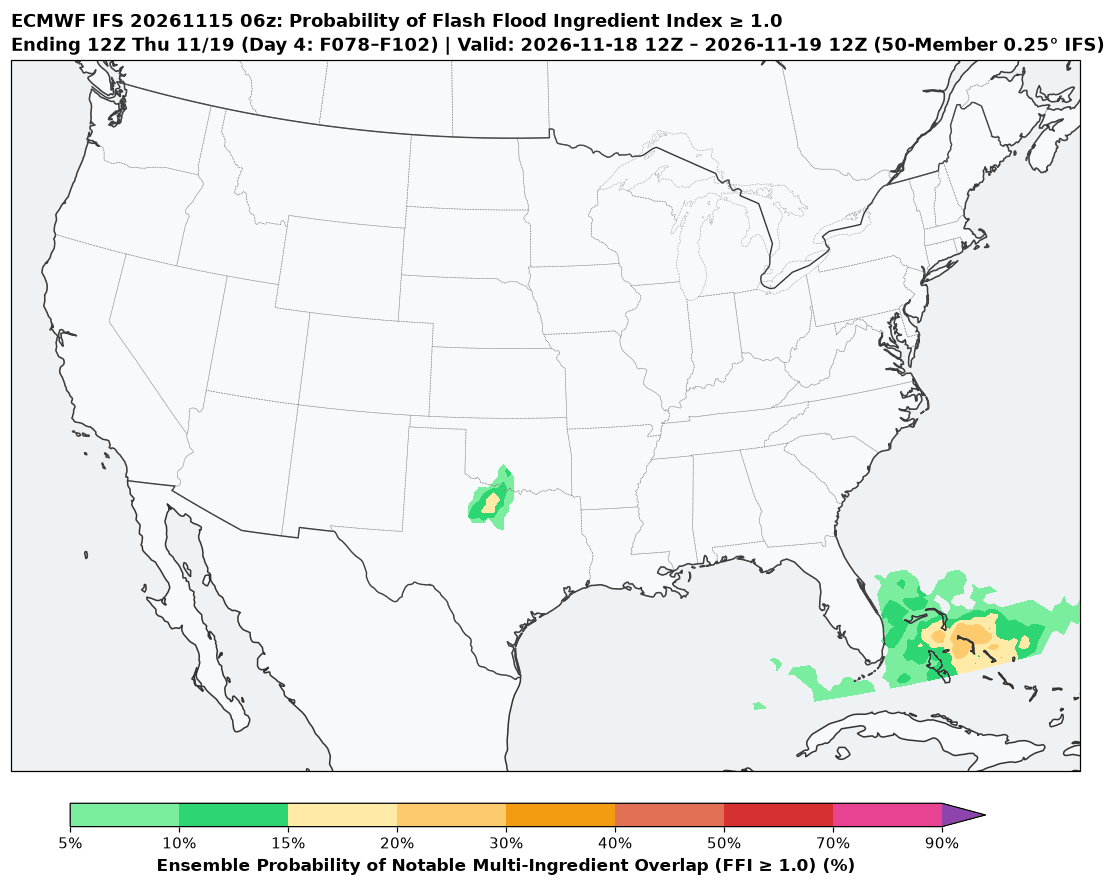 ECMWF IFS 20261115 06z: Probability of Flash Flood Ingredient Index ≥ 1.0
Ending 12Z Thu 11/19 (Day 4: F078–F102) | Valid: 2026-11-18 12Z – 2026-11-19 12Z (50-Member 0.25° IFS)
5% 10% 15% 20% 30% 40% 50% 70% 90%
Ensemble Probability of Notable Multi-Ingredient Overlap (FFI ≥ 1.0) (%)